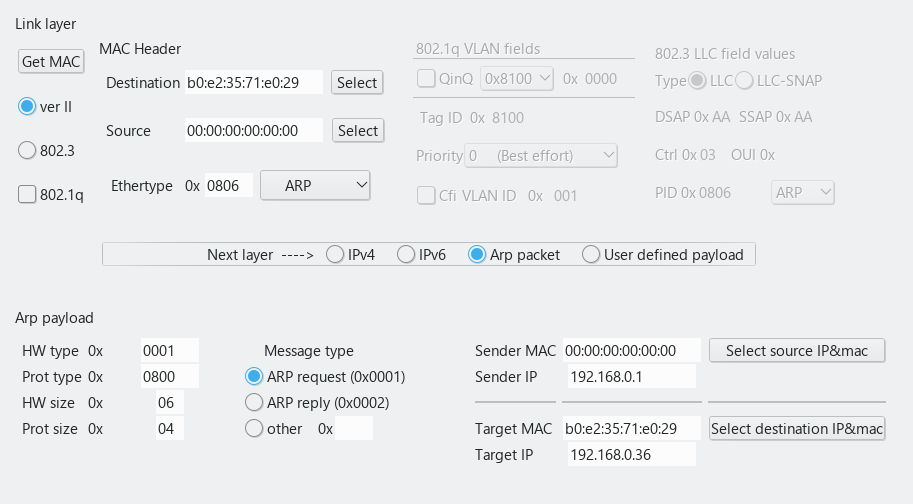 Link layer
Get MAC
ver II
802.3
802.1q
MAC Header
Destination b0:e2:35:71:e0:29 Select
Source 00:00:00:00:00:00 Select
Ethertype 0x 0806 ARP
802.1q VLAN fields
QinQ 0x8100 0x 0000
Tag ID 0x 8100
Priority 0 (Best effort)
Cfi VLAN ID 0x 001
802.3 LLC field values
Type LLC LLC-SNAP
DSAP 0x AA SSAP 0x AA
Ctrl 0x 03 OUI 0x
PID 0x 0806 ARP
Next layer ----> IPv4 IPv6 Arp packet User defined payload
Arp payload
HW type 0x 0001
Prot type 0x 0800
HW size 0x 06
Prot size 0x 04
Message type
ARP request (0x0001)
ARP reply (0x0002)
other 0x
Sender MAC 00:00:00:00:00:00 Select source IP&mac
Sender IP 192.168.0.1
Target MAC b0:e2:35:71:e0:29 Select destination IP&mac
Target IP 192.168.0.36